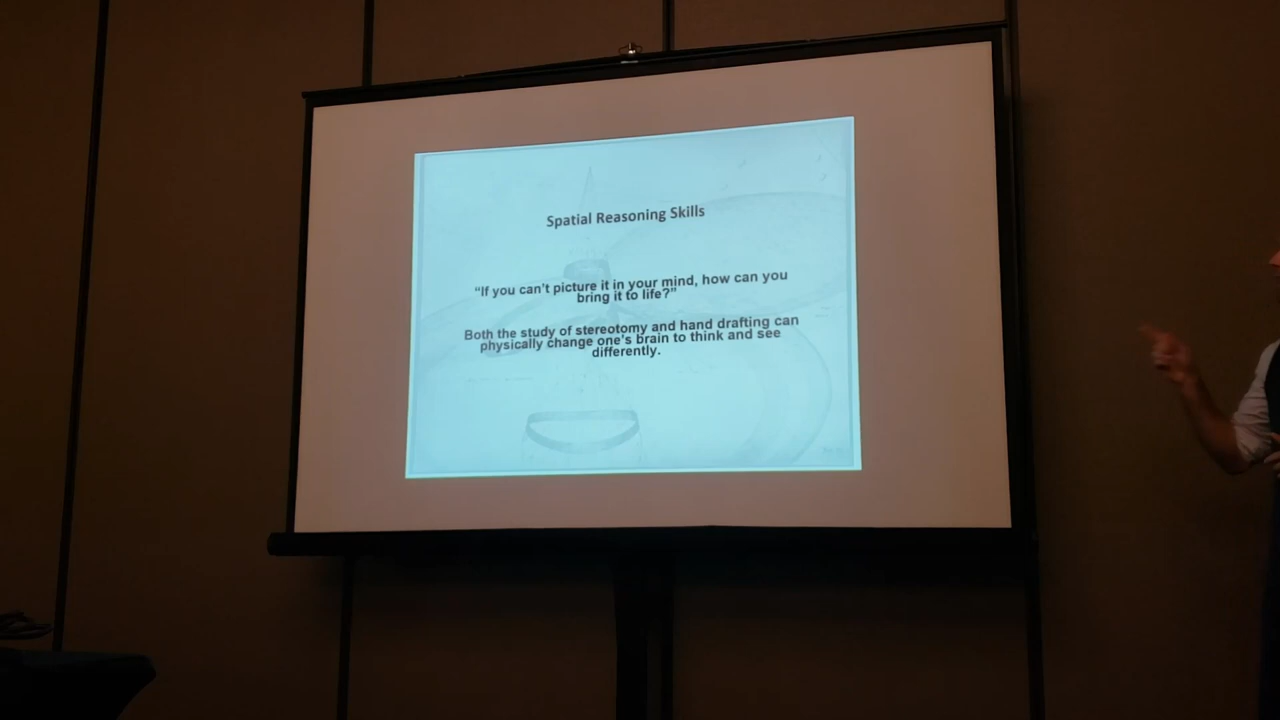 Spatial Reasoning Skills
“If you can’t picture it in your mind, how can you
bring it to life?”
Both the study of stereotomy and hand drafting can
physically change one’s brain to think and see
differently.